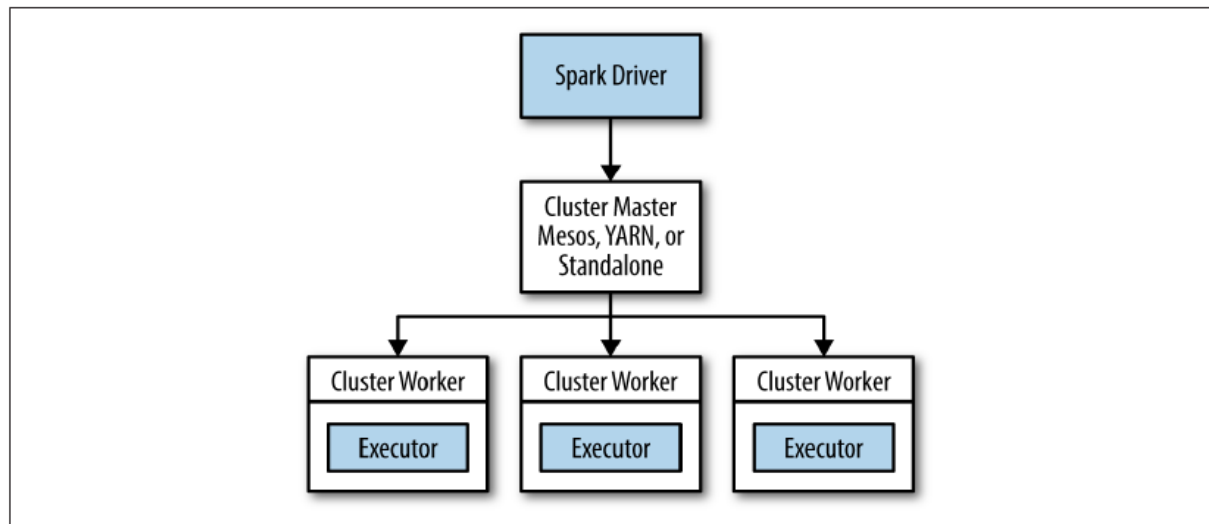 Spark Driver
Cluster Master
Mesos, YARN, or
Standalone
Cluster Worker
Cluster Worker
Cluster Worker
Executor
Executor
Executor